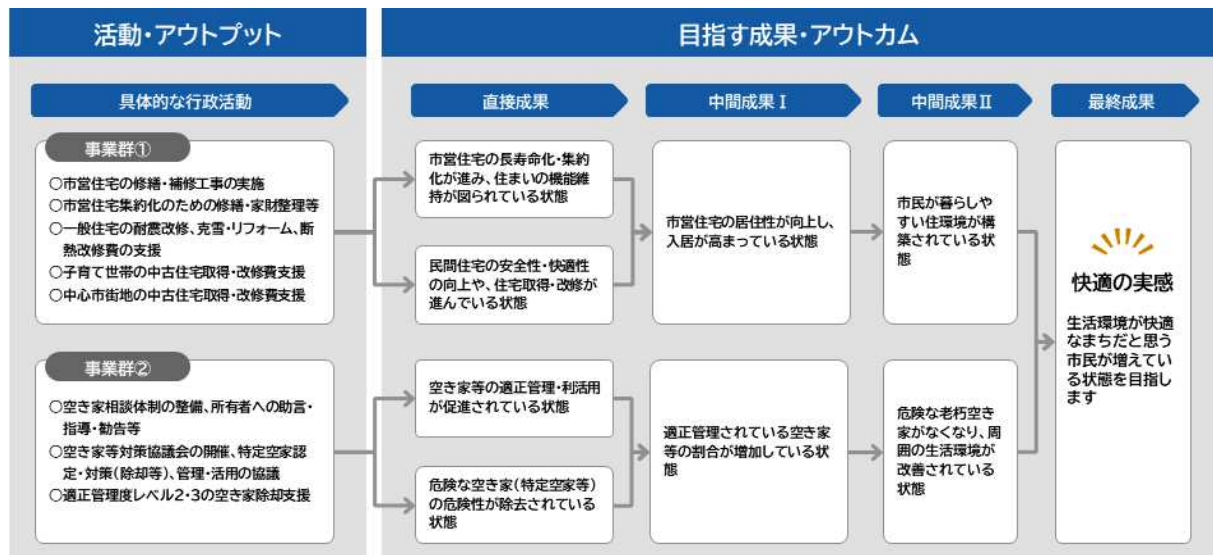 活動・アウトプット
目指す成果・アウトカム
具体的な行政活動
直接成果
中間成果Ⅰ
中間成果Ⅱ
最終成果
事業群①
○市営住宅の修繕・補修工事の実施
○市営住宅集約化のための修繕・家財整理等
○一般住宅の耐震改修、克雪・リフォーム、断
熱改修費の支援
○子育て世帯の中古住宅取得・改修費支援
○中心市街地の中古住宅取得・改修費支援
市営住宅の長寿命化・集約
化が進み、住まいの機能維
持が図られている状態
民間住宅の安全性・快適性
の向上や、住宅取得・改修が
進んでいる状態
市営住宅の居住性が向上し、
入居が高まっている状態
市民が暮らしや
すい住環境が構
築されている状
態
事業群②
○空き家相談体制の整備、所有者への助言・
指導・勧告等
○空き家等対策協議会の開催、特定空家認
定・対策(除却等)、管理・活用の協議
○適正管理度レベル2・3の空き家除却支援
空き家等の適正管理・利活用
が促進されている状態
危険な空き家(特定空家等)
の危険性が除去されている
状態
適正管理されている空き家
等の割合が増加している状
態
危険な老朽空き
家がなくなり、周
囲の生活環境が
改善されている
状態
快適の実感
生活環境が快適
なまちだと思う
市民が増えてい
る状態を目指し
ます